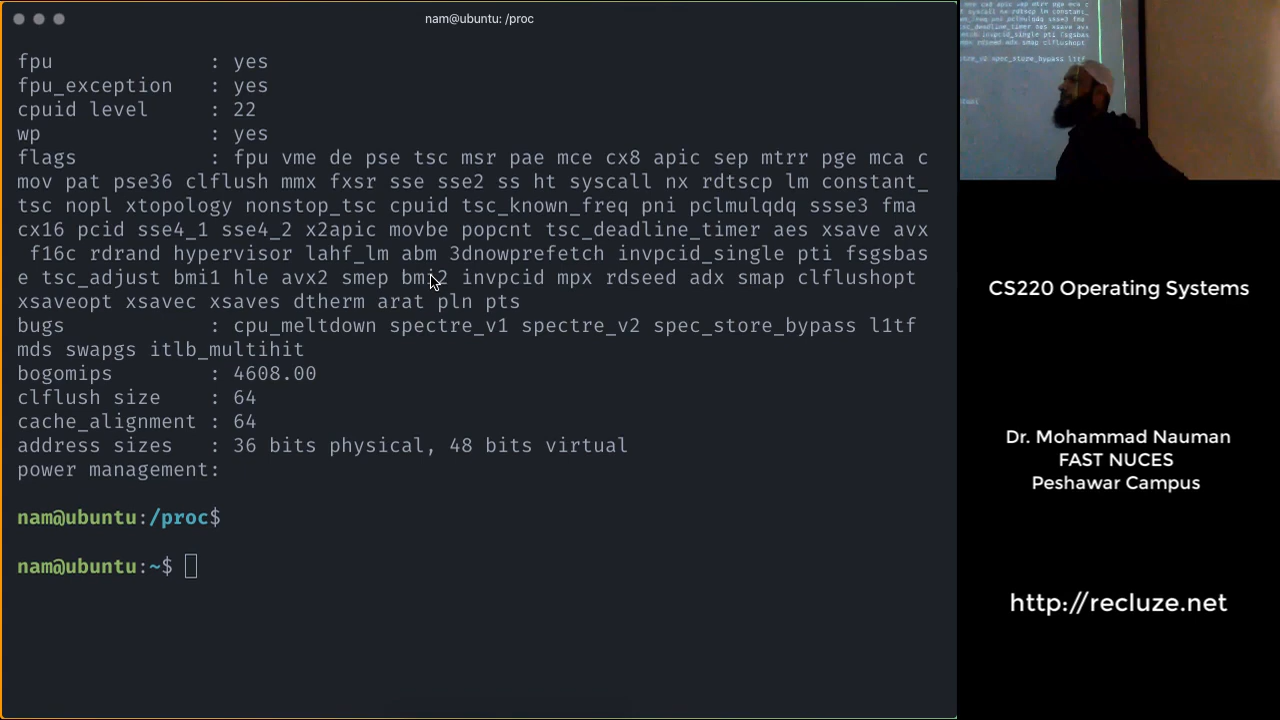 nam@ubuntu: /proc
fpu : yes
fpu_exception : yes
cpuid level : 22
wp : yes
flags : fpu vme de pse tsc msr pae mce cx8 apic sep mtrr pge mca c
mov pat pse36 clflush mmx fxsr sse sse2 ss ht syscall nx rdtscp lm constant_
tsc nopl xtopology nonstop_tsc cpuid tsc_known_freq pni pclmulqdq ssse3 fma
cx16 pcid sse4_1 sse4_2 x2apic movbe popcnt tsc_deadline_timer aes xsave avx
f16c rdrand hypervisor lahf_lm abm 3dnowprefetch invpcid_single pti fsgsbas
e tsc_adjust bmi1 hle avx2 smep bmi2 invpcid mpx rdseed adx smap clflushopt
xsaveopt xsavec xsaves dtherm arat pln pts
bugs : cpu_meltdown spectre_v1 spectre_v2 spec_store_bypass l1tf
mds swapgs itlb_multihit
bogomips : 4608.00
clflush size : 64
cache_alignment : 64
address sizes : 36 bits physical, 48 bits virtual
power management:
nam@ubuntu:/proc$
nam@ubuntu:~$
CS220 Operating Systems
Dr. Mohammad Nauman
FAST NUCES
Peshawar Campus
http://recluze.net